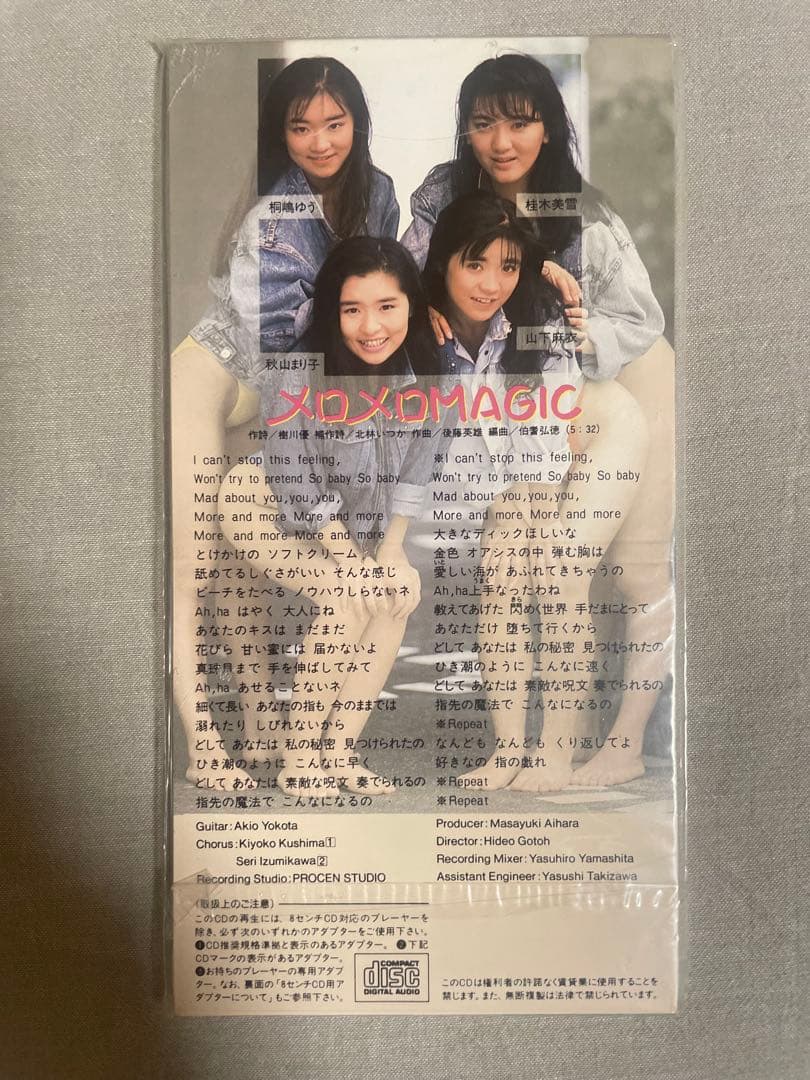 桐嶋ゆう
桂木美雪
秋山まり子
山下麻衣
メロメロMAGIC
作詩／樹川優 補作詩／北林いつか 作曲／後藤英雄 編曲／伯耆弘徳 (5：32)
I can't stop this feeling,
Won't try to pretend So baby So baby
Mad about you,you,you,
More and more More and more
More and more More and more
とけかけの ソフトクリーム
舐めてるしぐさがいい そんな感じ
ピーチをたべる ノウハウしらないネ
Ah,ha はやく 大人にね
あなたのキスは まだまだ
花びら 甘い蜜には 届かないよ
真珠貝まで 手を伸ばしてみて
Ah,ha あせることないネ
細くて長い あなたの指も 今のままでは
溺れたり しびれないから
どして あなたは 私の秘密 見つけられたの
ひき潮のように こんなに早く
どして あなたは 素敵な呪文 奏でられるの
指先の魔法で こんなになるの
※I can't stop this feeling,
Won't try to pretend So baby So baby
Mad about you,you,you,
More and more More and more
大きなディックほしいな
金色 オアシスの中 弾む胸は
愛しい海が あふれてきちゃうの
Ah,ha上手なったわね
教えてあげた 閃めく世界 手だまにとって
あなただけ 堕ちて行くから
どして あなたは 私の秘密 見つけられたの
ひき潮のように こんなに速く
どして あなたは 素敵な呪文 奏でられるの
指先の魔法で こんなになるの
※Repeat
なんども なんども くり返してよ
好きなの 指の戯れ
※Repeat
※Repeat
Guitar:Akio Yokota
Chorus:Kiyoko Kushima1
Seri Izumikawa2
Recording Studio:PROCEN STUDIO
Producer:Masayuki Aihara
Director:Hideo Gotoh
Recording Mixer:Yasuhiro Yamashita
Assistant Engineer:Yasushi Takizawa
〈取扱上のご注意〉
このCDの再生には、8センチCD対応のプレーヤーを
除き、必ず次のいずれかのアダプターをご使用下さい。
❶CD推奨規格準拠と表示のあるアダプター。❷下記
CDマークの表示があるアダプター。
❸お持ちのプレーヤーの専用アダプ
ター。なお、裏面の「8センチCD用ア
ダプターについて」もご参照下さい。
COMPACT
disc
DIGITAL AUDIO
このCDは権利者の許諾なく賃貸業に使用することを
禁じます。また、無断複製は法律で禁じられています。